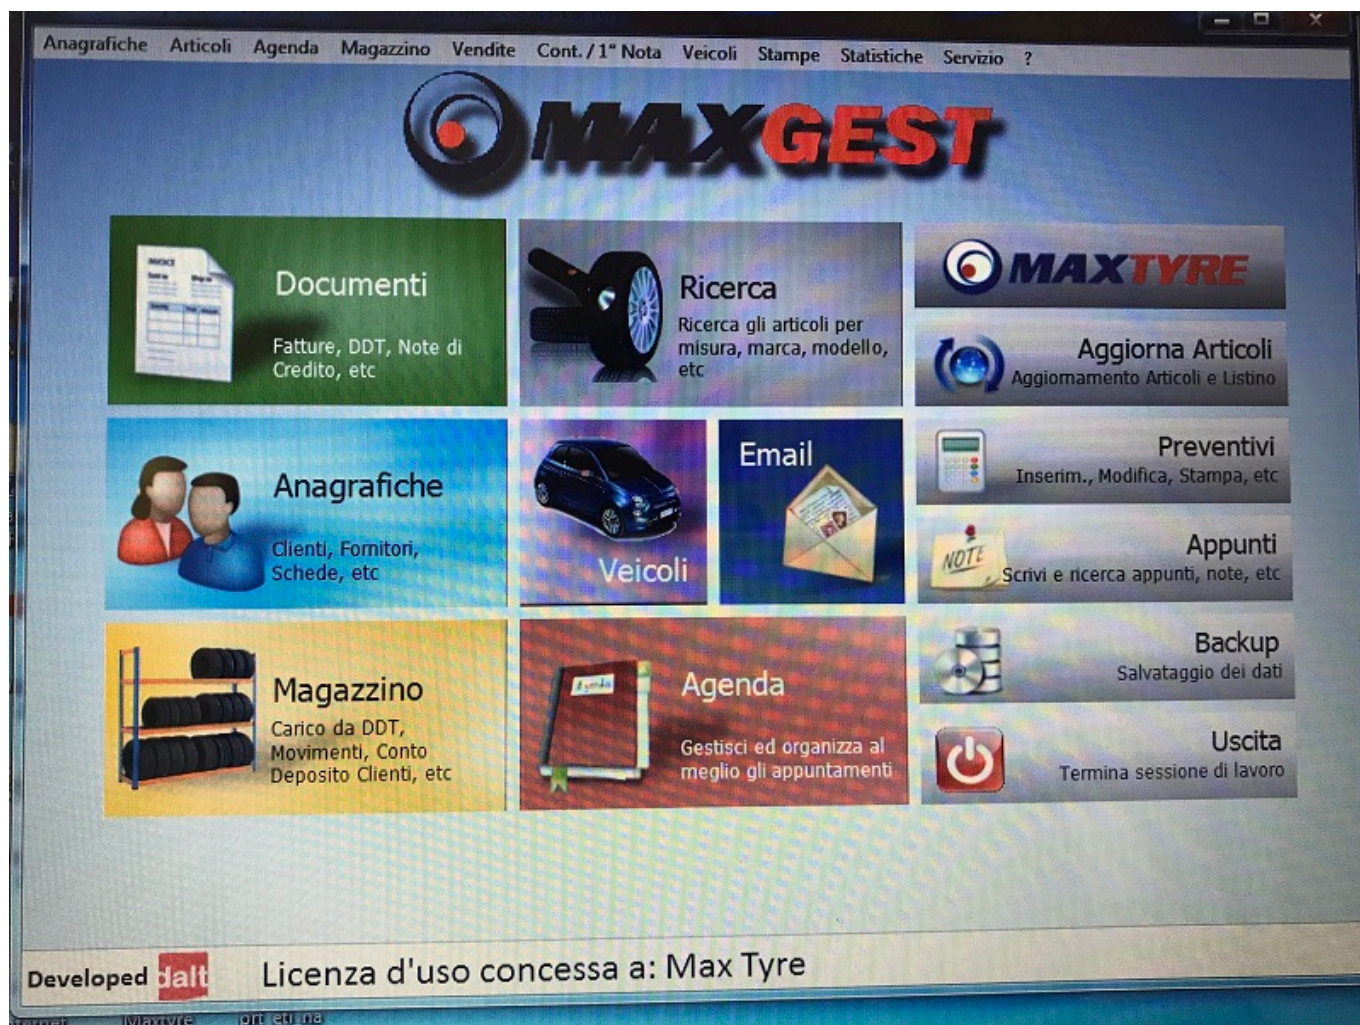 Anagrafiche Articoli Agenda Magazzino Vendite Cont. / 1° Nota Veicoli Stampe Statistiche Servizio ?
MAXGEST
Documenti
Fatture, DDT, Note di
Credito, etc
INVOICE
Ricerca
Ricerca gli articoli per
misura, marca, modello,
etc
MAXTYRE
Aggiorna Articoli
Aggiornamento Articoli e Listino
Anagrafiche
Clienti, Fornitori,
Schede, etc
Veicoli
Email
Preventivi
Inserim., Modifica, Stampa, etc
NOTE
Appunti
Scrivi e ricerca appunti, note, etc
Magazzino
Carico da DDT,
Movimenti, Conto
Deposito Clienti, etc
Agenda
Agenda
Gestisci ed organizza al
meglio gli appuntamenti
Backup
Salvataggio dei dati
Uscita
Termina sessione di lavoro
Developed dalt Licenza d'uso concessa a: Max Tyre
Maxtyre